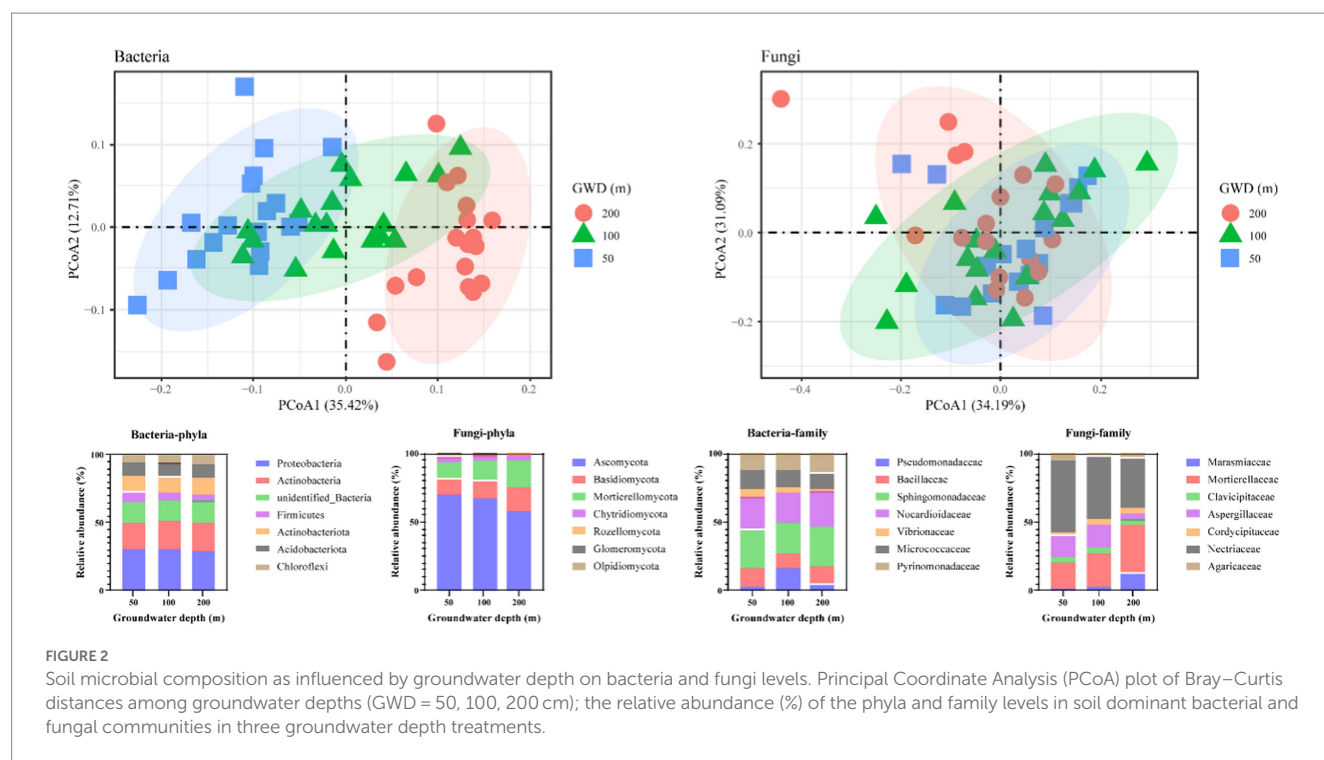 Bacteria
0.1
0.0
−0.1
PCoA2 (12.71%)
−0.2
−0.1
0.0
0.1
0.2
PCoA1 (35.42%)
GWD (m)
200
100
50
Fungi
0.2
0.0
−0.2
PCoA2 (31.09%)
−0.4
−0.2
0.0
0.2
PCoA1 (34.19%)
GWD (m)
200
100
50
Bacteria-phyla
100
50
0
Relative abundance (%)
50 100 200
Groundwater depth (m)
Proteobacteria
Actinobacteria
unidentified_Bacteria
Firmicutes
Actinobacteriota
Acidobacteriota
Chloroflexi
Fungi-phyla
100
50
0
Relative abundance (%)
50 100 200
Groundwater depth (m)
Ascomycota
Basidiomycota
Mortierellomycota
Chytridiomycota
Rozellomycota
Glomeromycota
Olpidiomycota
Bacteria-family
100
50
0
Relative abundance (%)
50 100 200
Groundwater depth (m)
Pseudomonadaceae
Bacillaceae
Sphingomonadaceae
Nocardioidaceae
Vibrionaceae
Micrococcaceae
Pyrinomonadaceae
Fungi-family
100
50
0
Relative abundance (%)
50 100 200
Groundwater depth (m)
Marasmiaceae
Mortierellaceae
Clavicipitaceae
Aspergillaceae
Cordycipitaceae
Nectriaceae
Agaricaceae
FIGURE 2
Soil microbial composition as influenced by groundwater depth on bacteria and fungi levels. Principal Coordinate Analysis (PCoA) plot of Bray–Curtis
distances among groundwater depths (GWD = 50, 100, 200 cm); the relative abundance (%) of the phyla and family levels in soil dominant bacterial and
fungal communities in three groundwater depth treatments.